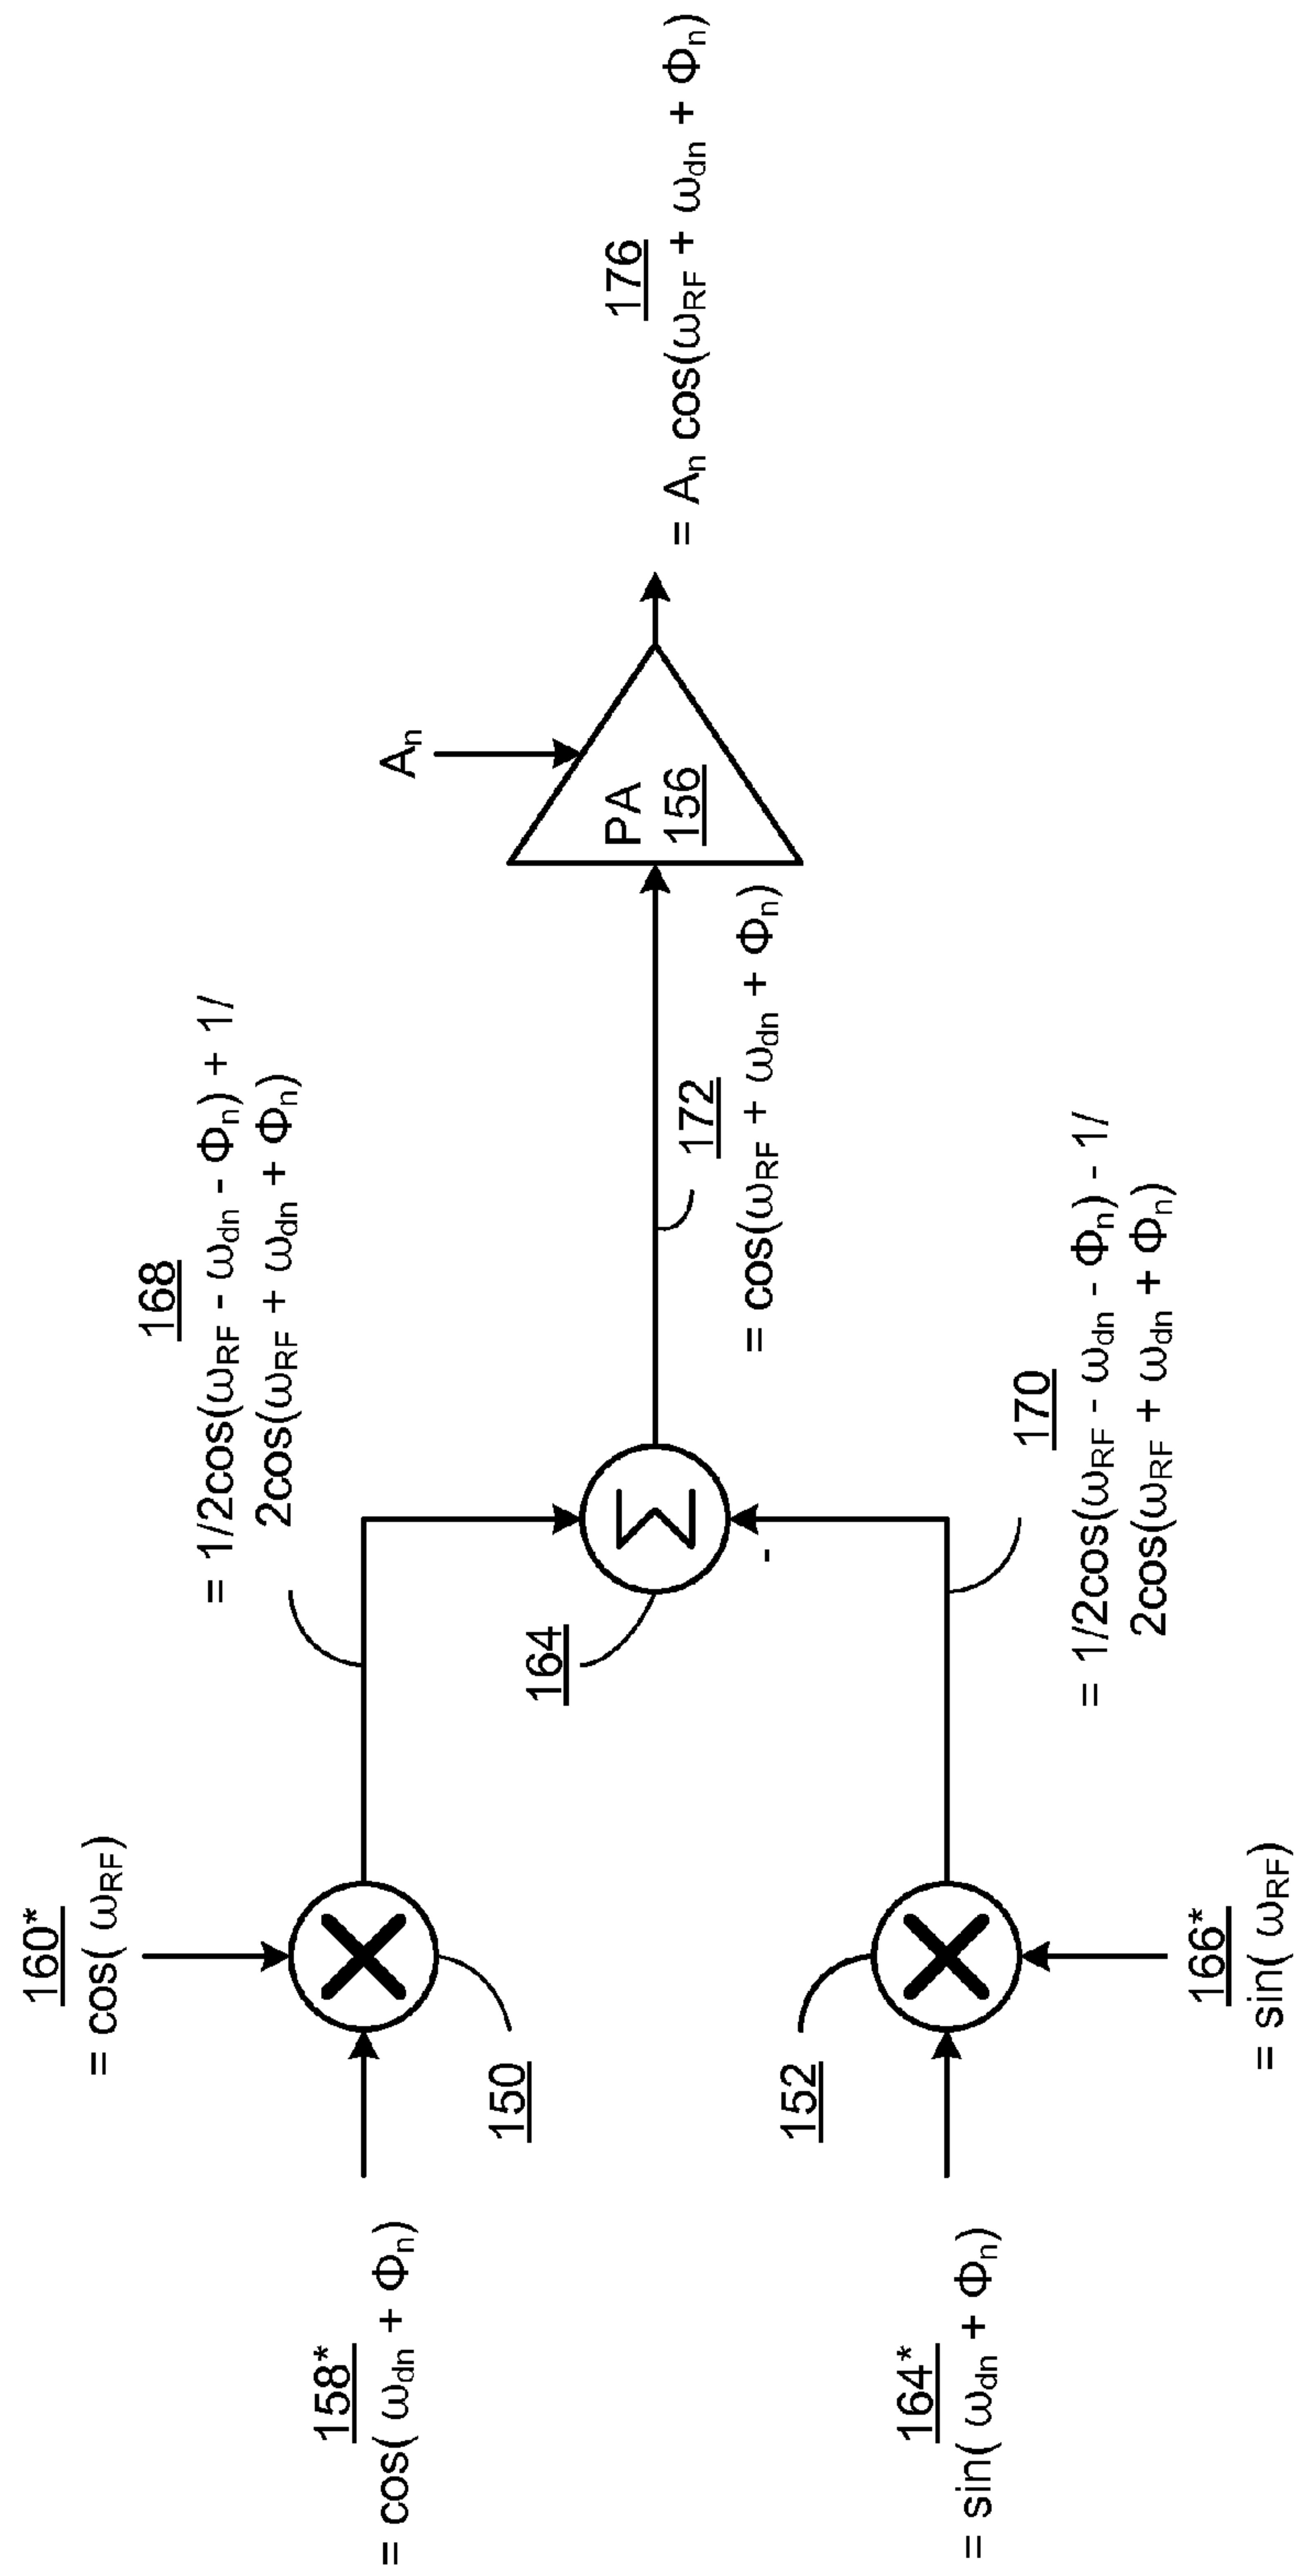 160*
= cos( ωRF)
158*
= cos( ωdn + Φn)
150
168
= 1/2cos(ωRF - ωdn - Φn) + 1/
2cos(ωRF + ωdn + Φn)
164
Σ
-
172
= cos(ωRF + ωdn + Φn)
An
PA
156
176
= An cos(ωRF + ωdn + Φn)
164*
= sin( ωdn + Φn)
152
166*
= sin( ωRF)
170
= 1/2cos(ωRF - ωdn - Φn) - 1/
2cos(ωRF + ωdn + Φn)